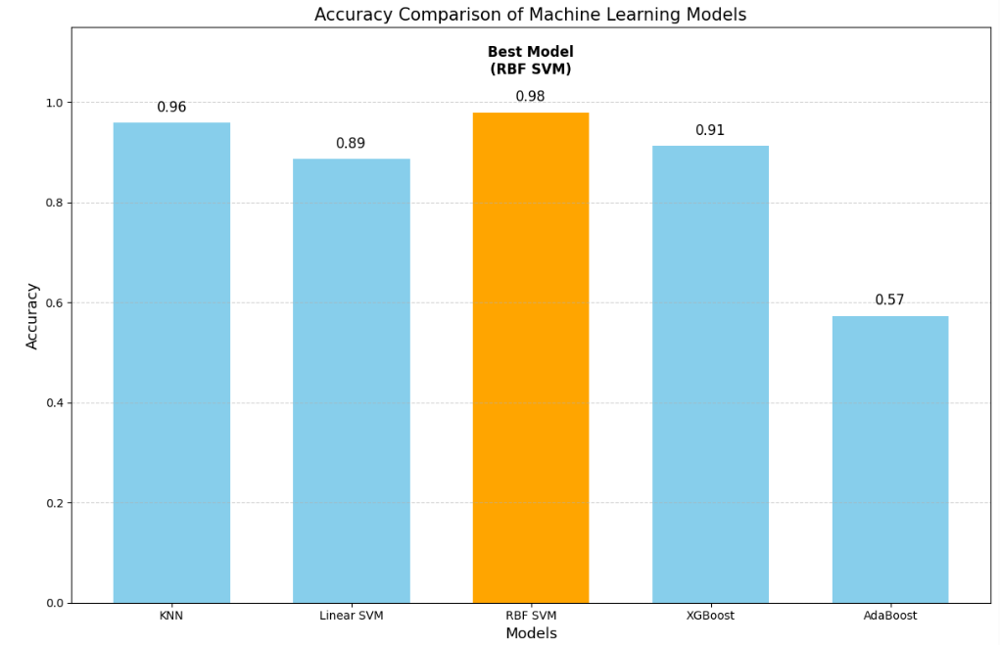 Accuracy Comparison of Machine Learning Models
Best Model
(RBF SVM)
0.96
0.89
0.98
0.91
0.57
Accuracy
1.0
0.8
0.6
0.4
0.2
0.0
KNN
Linear SVM
RBF SVM
XGBoost
AdaBoost
Models